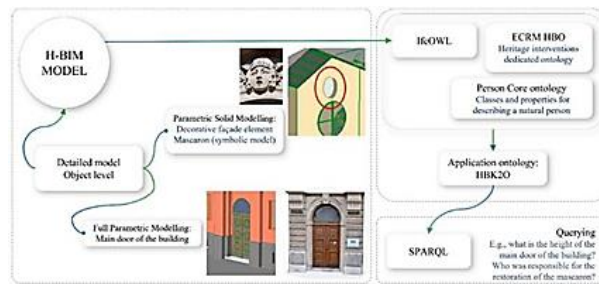 H-BIM
MODEL
Parametric Solid Modelling:
Decorative façade element
Mascaron (symbolic model)
Detailed model
Object level
Full Parametric Modelling:
Main door of the building
IfcOWL
ECRM HBO
Heritage interventions
dedicated ontology
Person Core ontology
Classes and properties for
describing a natural person
Application ontology:
HBK2O
SPARQL
Querying
E.g., what is the height of the
main door of the building?
Who was responsible for the
restoration of the mascaron?